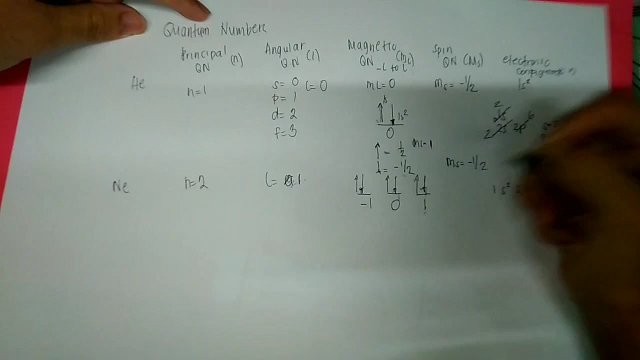 Quantum Numbers
Principal QN (n)
Angular QN (l)
Magnetic QN (ml)
-l to l
Spin QN (Ms)
electronic
He
n=1
s = 0 l=0
p = 1
d = 2
f = 3
mL=0
1s²
0
ms = -1/2
1s²
↑ = 1/2
↓ = -1/2
ms = -1/2
Ne
n=2
-1 0 1
1s²